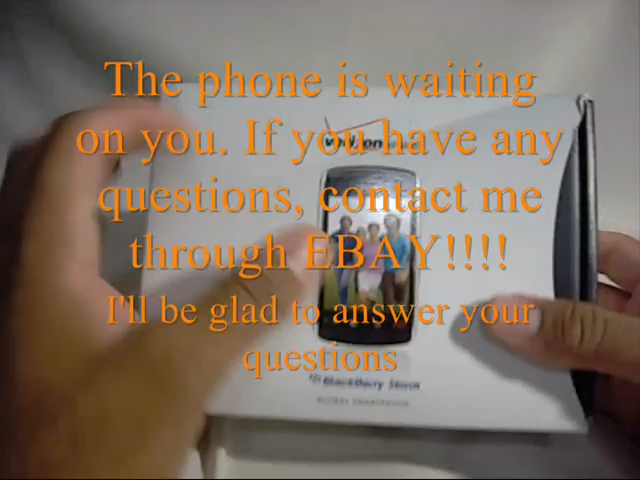 The phone is waiting
on you. If you have any
verizon
questions, contact me
through EBAY!!!!
I'll be glad to answer your
questions
BlackBerry Storm